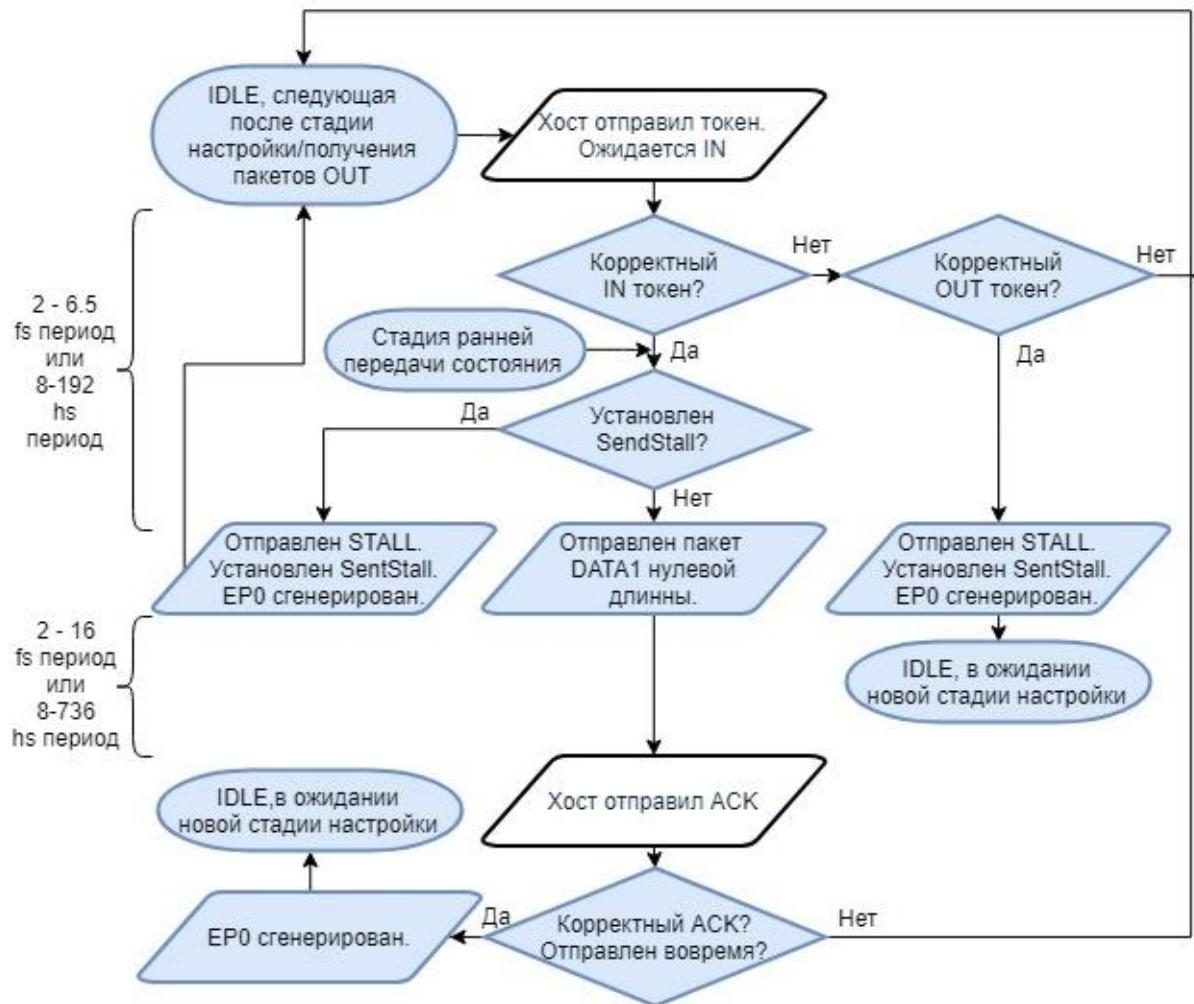 IDLE, следующая
после стадии
настройки/получения
пакетов OUT
Хост отправил токен.
Ожидается IN
Корректный
IN токен?
Нет
Корректный
OUT токен?
Нет
2 - 6.5
fs период
или
8-192
hs
период
Стадия ранней
передачи состояния
Да
Да
Установлен
SendStall?
Да
Нет
Отправлен STALL.
Установлен SentStall.
EP0 сгенерирован.
Отправлен пакет
DATA1 нулевой
длинны.
Отправлен STALL.
Установлен SentStall.
EP0 сгенерирован.
2 - 16
fs период
или
8-736
hs период
IDLE, в ожидании
новой стадии настройки
Хост отправил ACK
IDLE,в ожидании
новой стадии настройки
Корректный ACK?
Отправлен вовремя?
Да
Нет
EP0 сгенерирован.